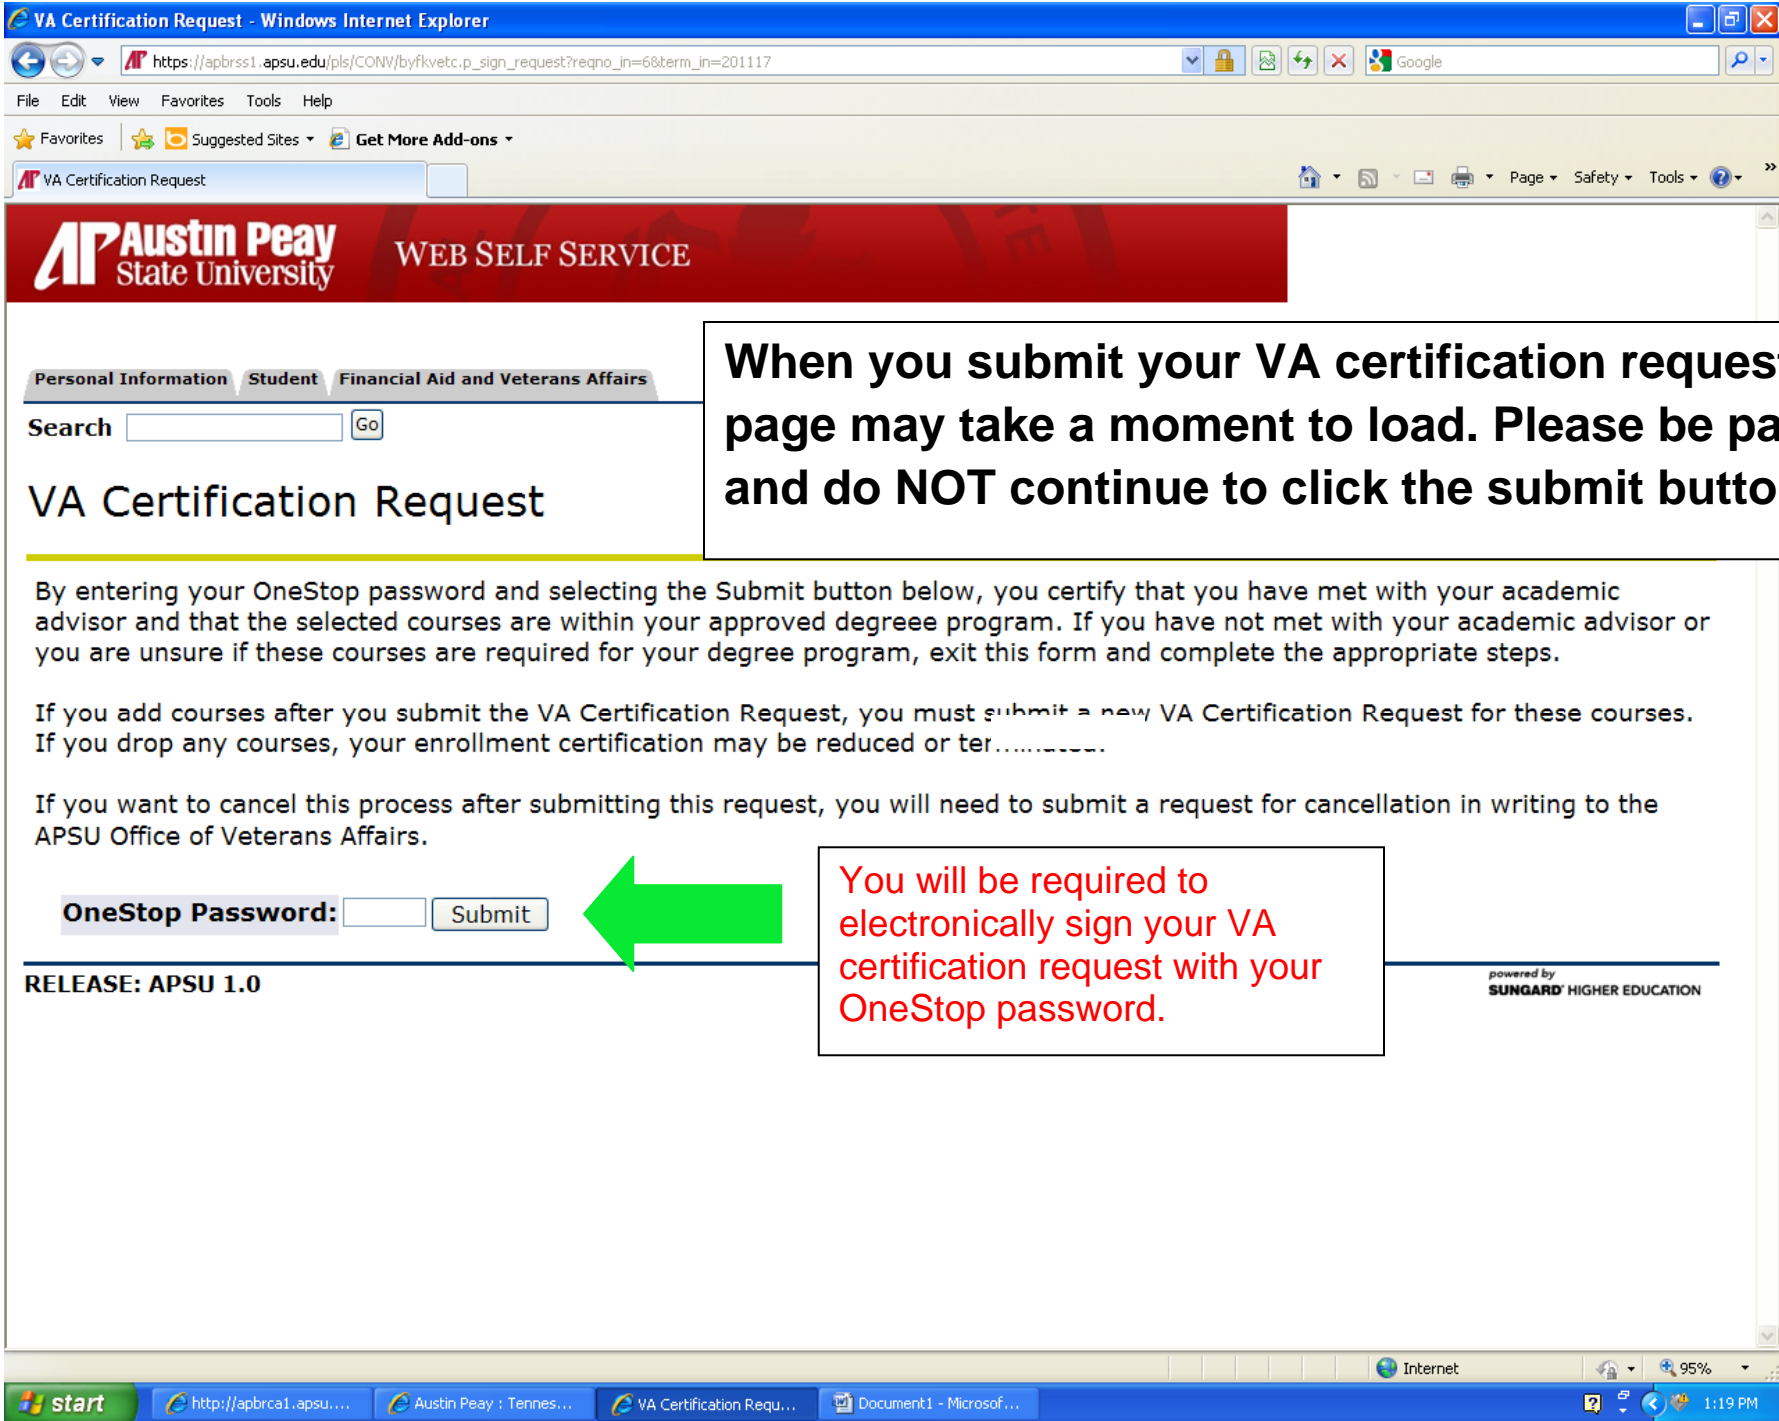 VA Certification Request - Windows Internet Explorer
https://apbrss1.apsu.edu/pls/CONV/byfkvetc.p_sign_request?reqno_in=6&term_in=201117
Google
File Edit View Favorites Tools Help
Favorites Suggested Sites Get More Add-ons
VA Certification Request
Page Safety Tools »
AP Austin Peay
State University
WEB SELF SERVICE
When you submit your VA certification request
page may take a moment to load. Please be pa
and do NOT continue to click the submit butto
Personal Information Student Financial Aid and Veterans Affairs
Search Go
VA Certification Request
By entering your OneStop password and selecting the Submit button below, you certify that you have met with your academic
advisor and that the selected courses are within your approved degreee program. If you have not met with your academic advisor or
you are unsure if these courses are required for your degree program, exit this form and complete the appropriate steps.
If you add courses after you submit the VA Certification Request, you must submit a new VA Certification Request for these courses.
If you drop any courses, your enrollment certification may be reduced or terminated.
If you want to cancel this process after submitting this request, you will need to submit a request for cancellation in writing to the
APSU Office of Veterans Affairs.
OneStop Password: Submit
You will be required to
electronically sign your VA
certification request with your
OneStop password.
RELEASE: APSU 1.0
powered by
SUNGARD' HIGHER EDUCATION
Internet 95%
start http://apbrca1.apsu.... Austin Peay : Tennes... VA Certification Requ... Document1 - Microsof... 1:19 PM